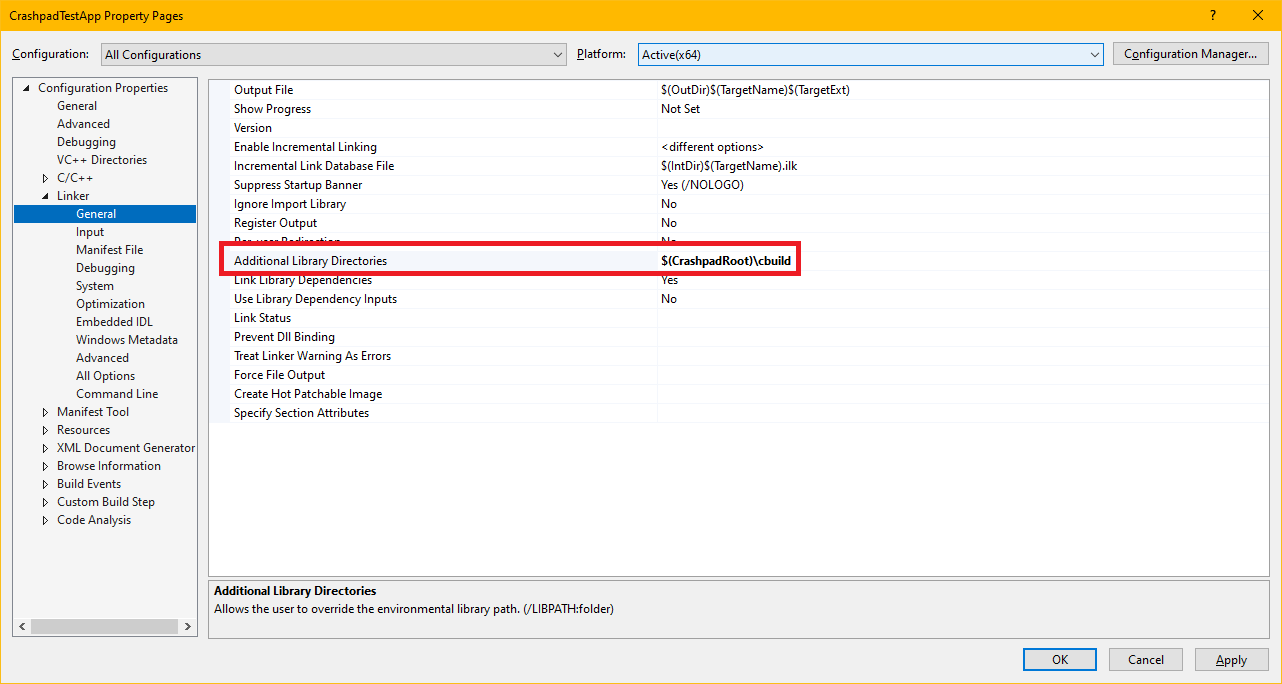 CrashpadTestApp Property Pages
?
Configuration: All Configurations Platform: Active(x64) Configuration Manager...
Configuration Properties
General
Advanced
Debugging
VC++ Directories
C/C++
Linker
General
Input
Manifest File
Debugging
System
Optimization
Embedded IDL
Windows Metadata
Advanced
All Options
Command Line
Manifest Tool
Resources
XML Document Generator
Browse Information
Build Events
Custom Build Step
Code Analysis
Output File $(OutDir)$(TargetName)$(TargetExt)
Show Progress Not Set
Version
Enable Incremental Linking <different options>
Incremental Link Database File $(IntDir)$(TargetName).ilk
Suppress Startup Banner Yes (/NOLOGO)
Ignore Import Library No
Register Output No
Per-user Redirection No
Additional Library Directories $(CrashpadRoot)\cbuild
Link Library Dependencies Yes
Use Library Dependency Inputs No
Link Status
Prevent Dll Binding
Treat Linker Warning As Errors
Force File Output
Create Hot Patchable Image
Specify Section Attributes
Additional Library Directories
Allows the user to override the environmental library path. (/LIBPATH:folder)
OK Cancel Apply